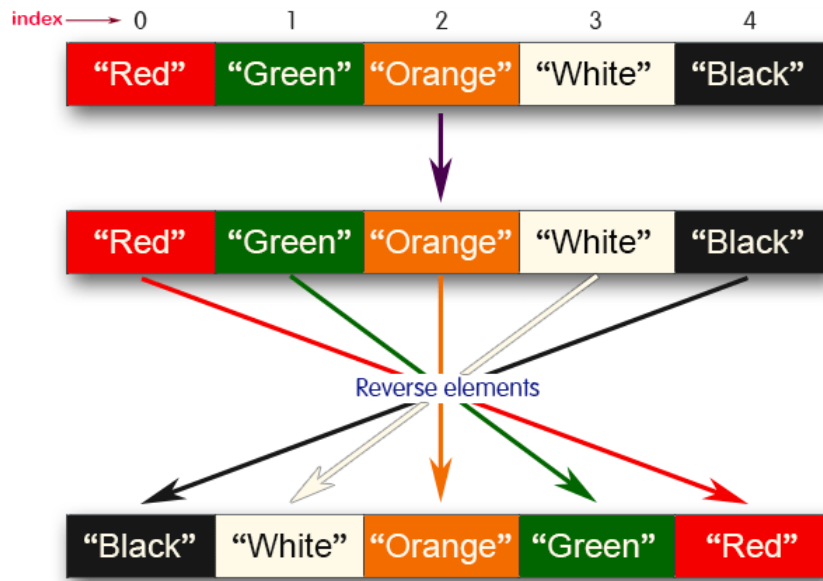 index 0 1 2 3 4
“Red” “Green” “Orange” “White” “Black”
“Red” “Green” “Orange” “White” “Black”
Reverse elements
“Black” “White” “Orange” “Green” “Red”